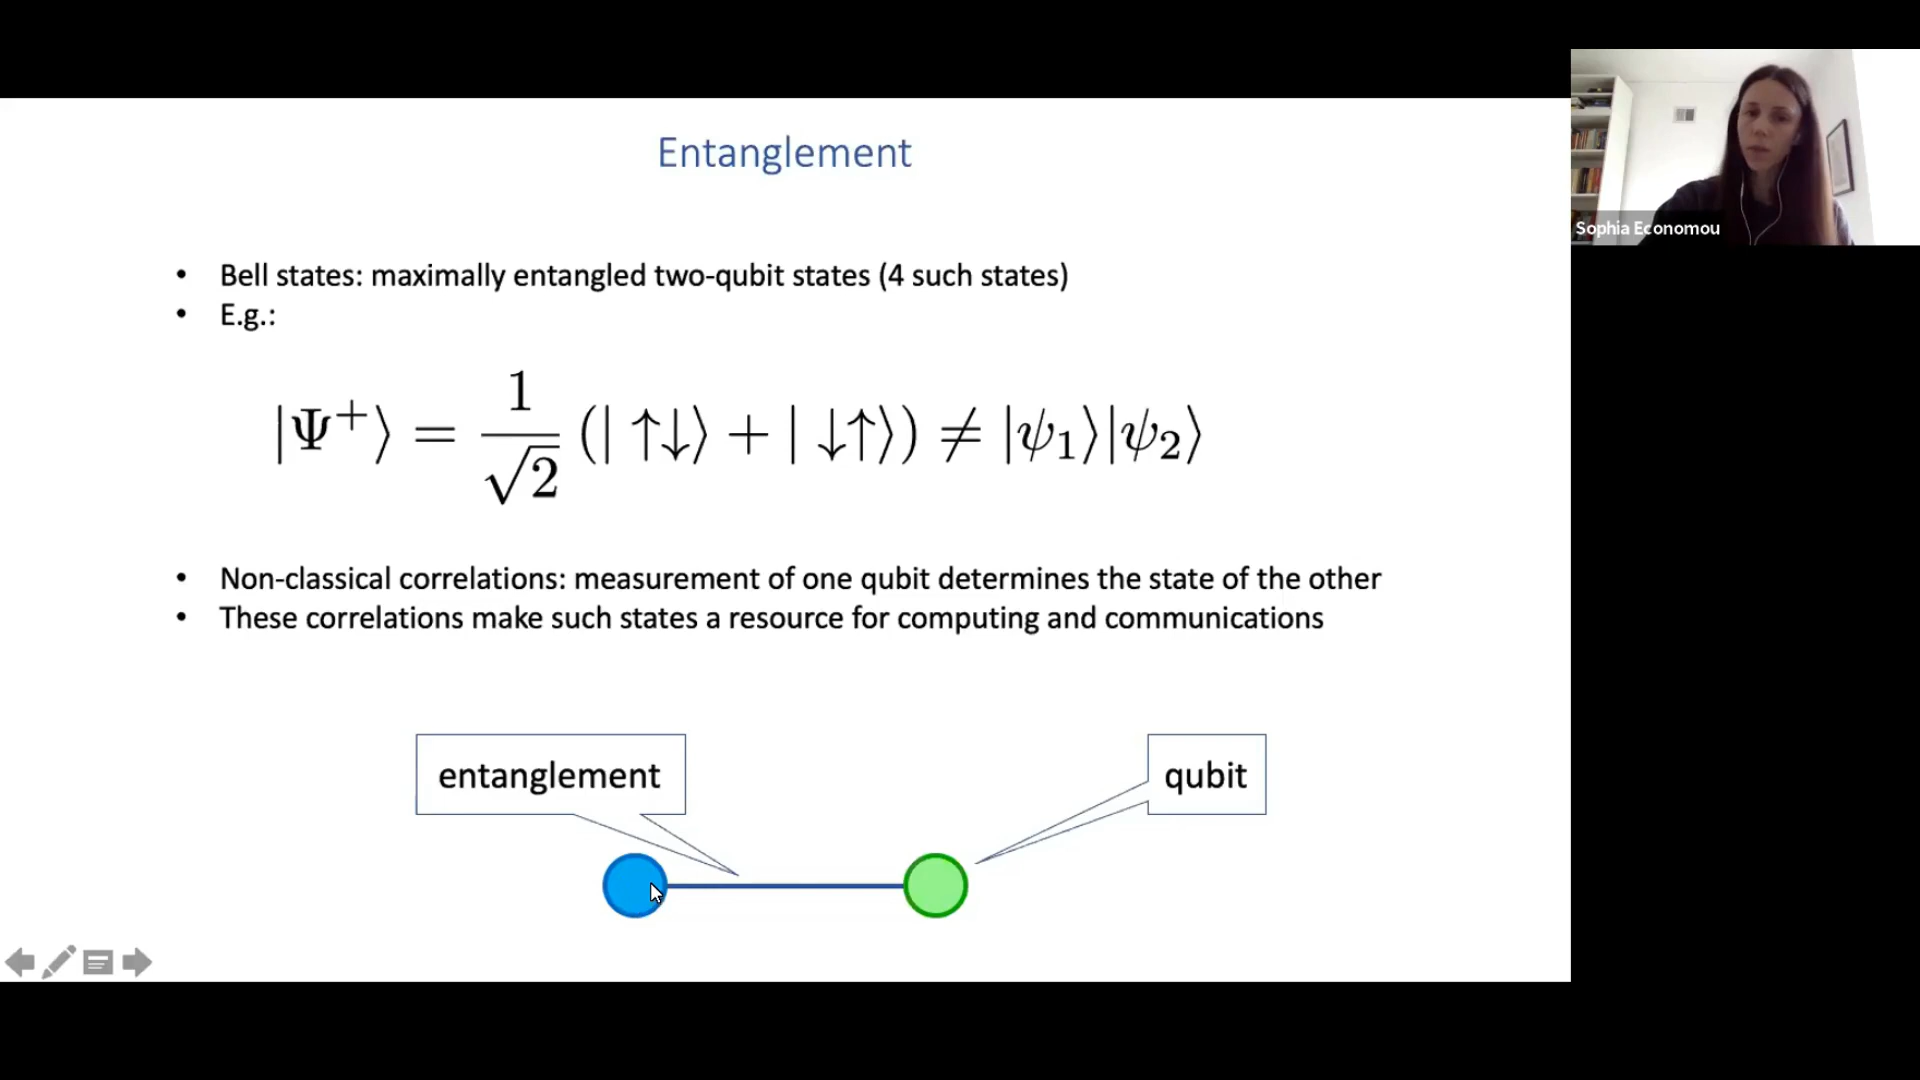 Entanglement
Sophia Economou
• Bell states: maximally entangled two-qubit states (4 such states)
• E.g.:
|Ψ⁺⟩ = 1/√2 (| ↑↓⟩ + | ↓↑⟩) ≠ |ψ₁⟩|ψ₂⟩
• Non-classical correlations: measurement of one qubit determines the state of the other
• These correlations make such states a resource for computing and communications
entanglement
qubit